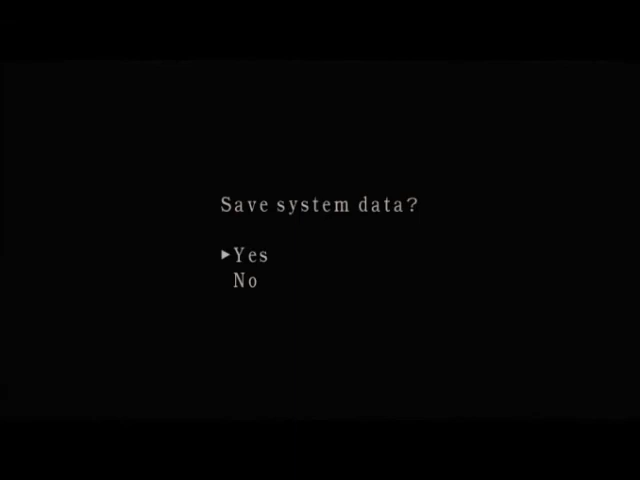 Save system data?
▶Yes
No